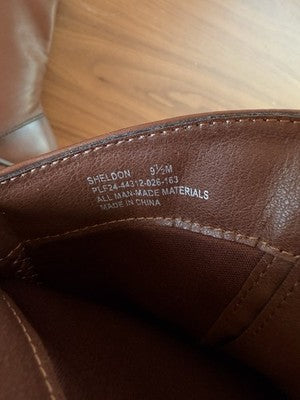 SHELDON 9½M
PLF24-44312-026-163
ALL MAN-MADE MATERIALS
MADE IN CHINA